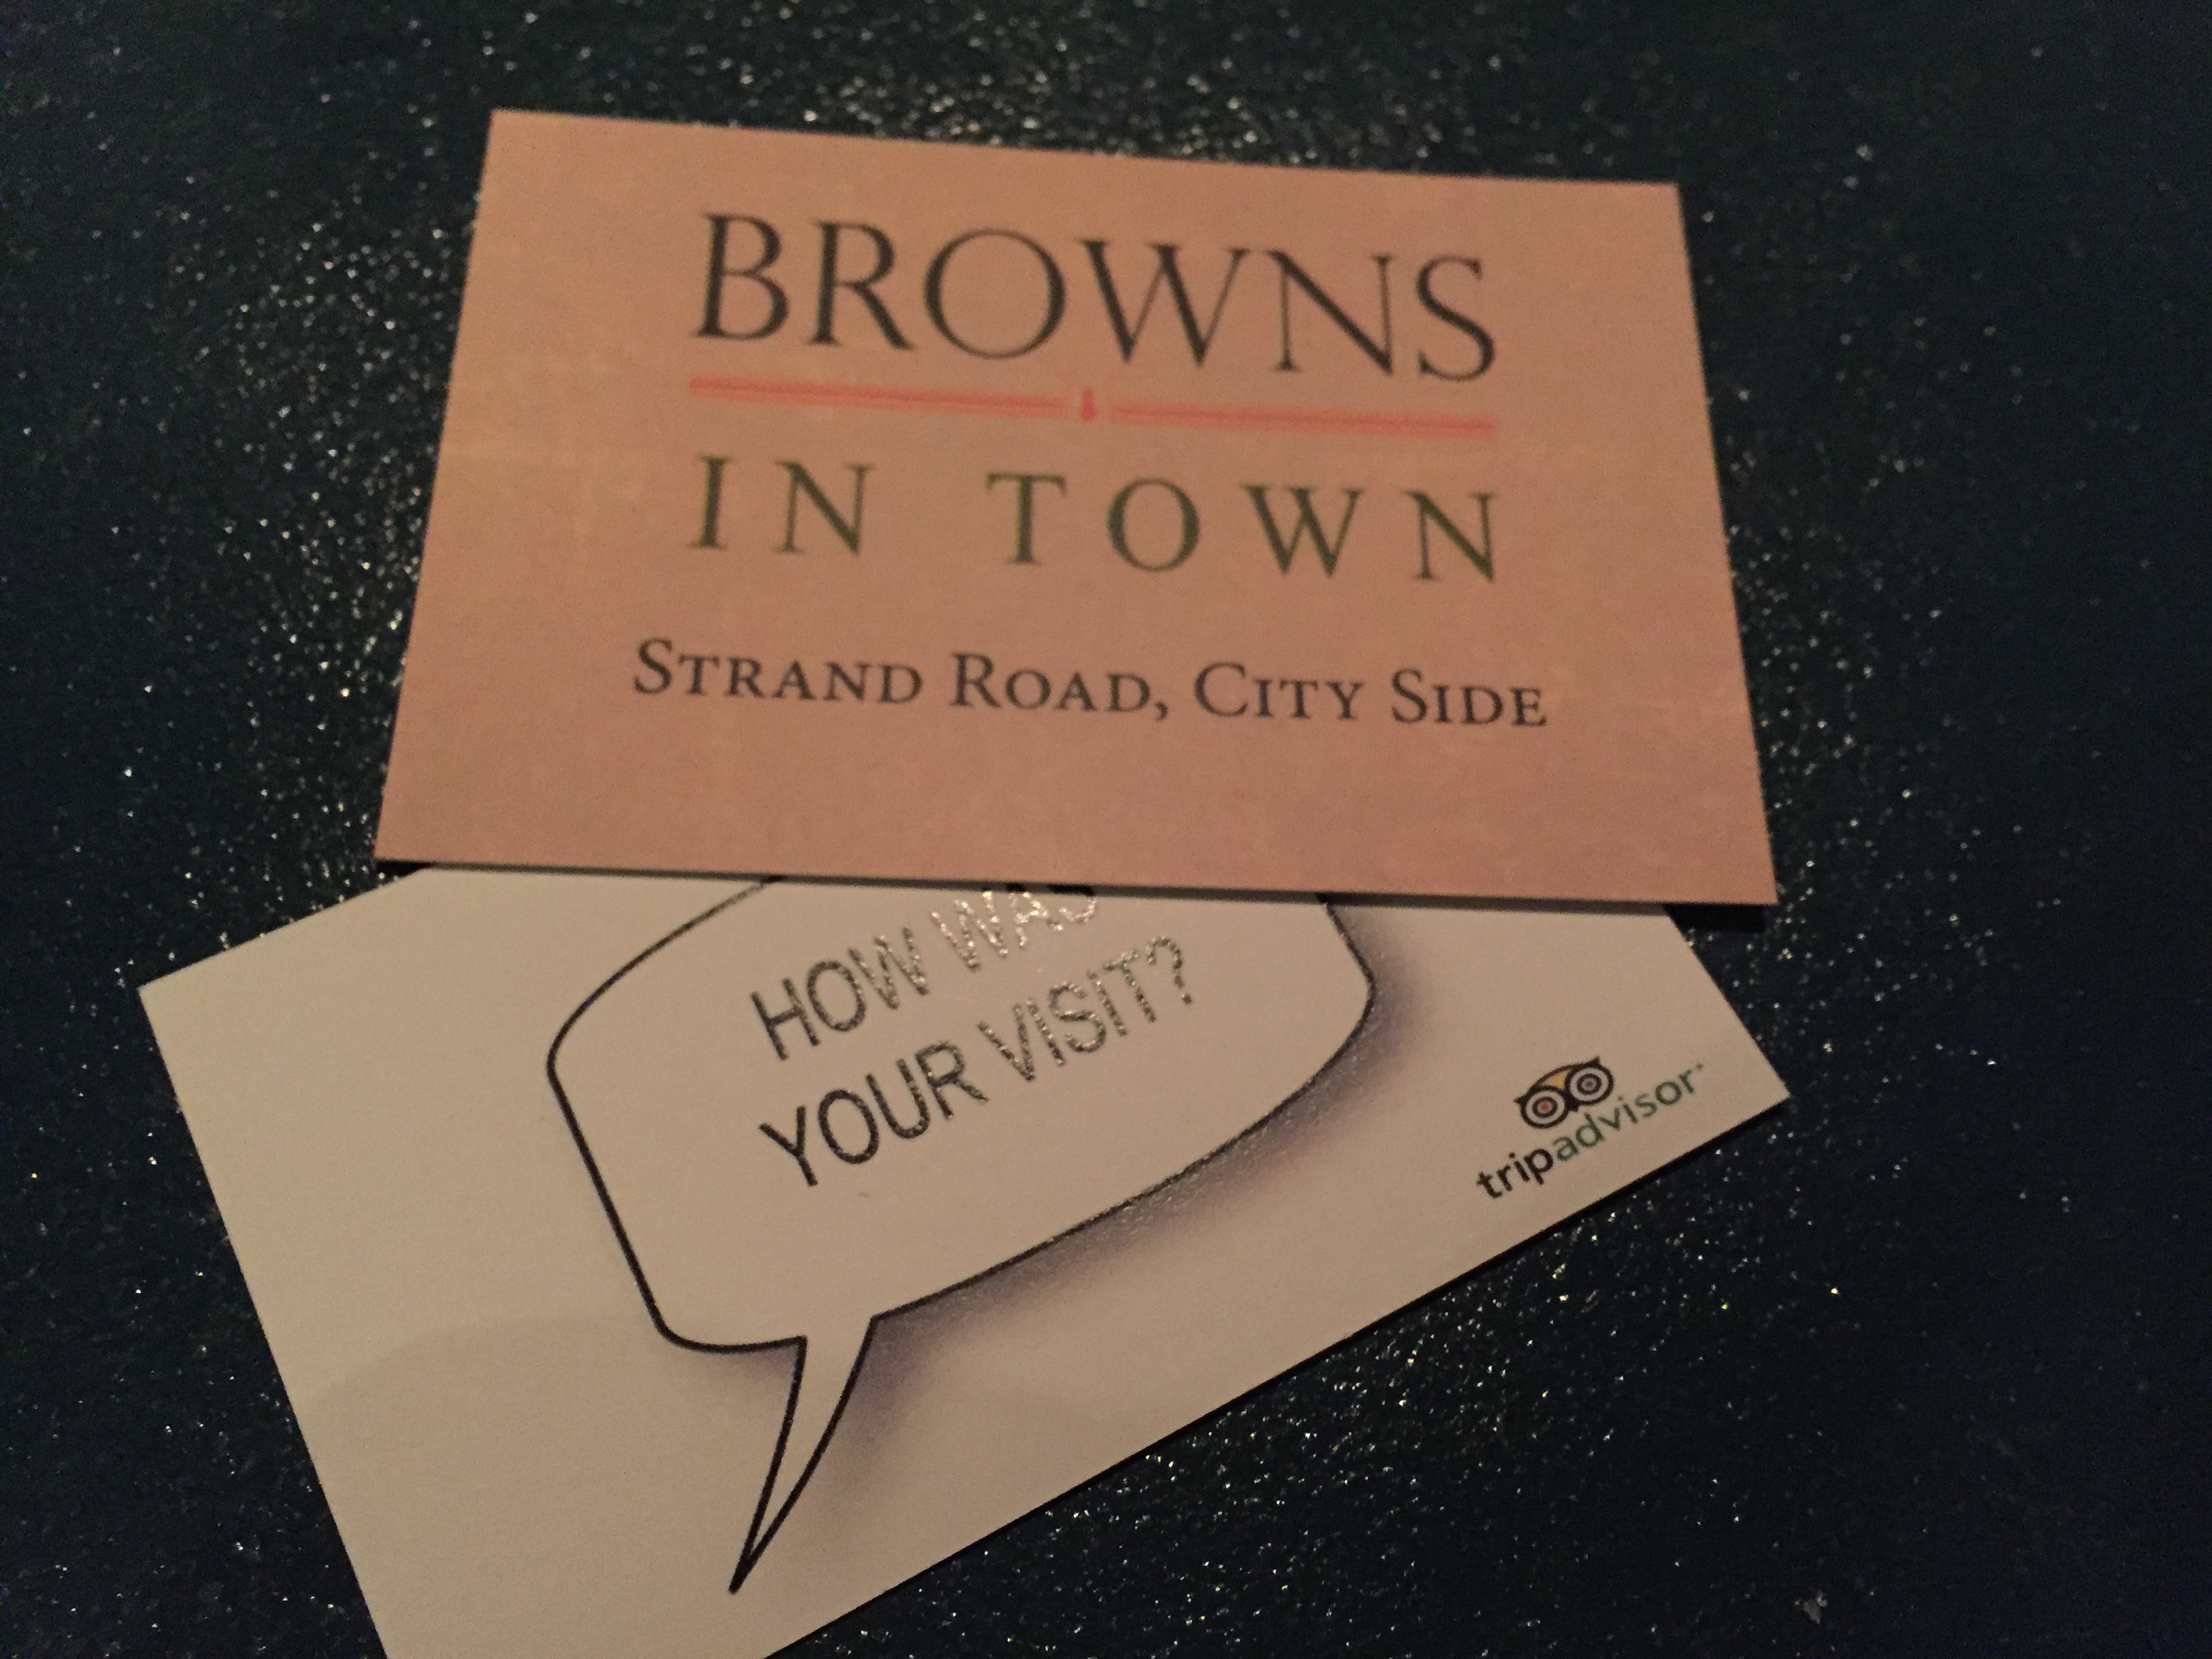 BROWNS
IN TOWN
STRAND ROAD, CITY SIDE
HOW WAS
YOUR VISIT?
tripadvisor